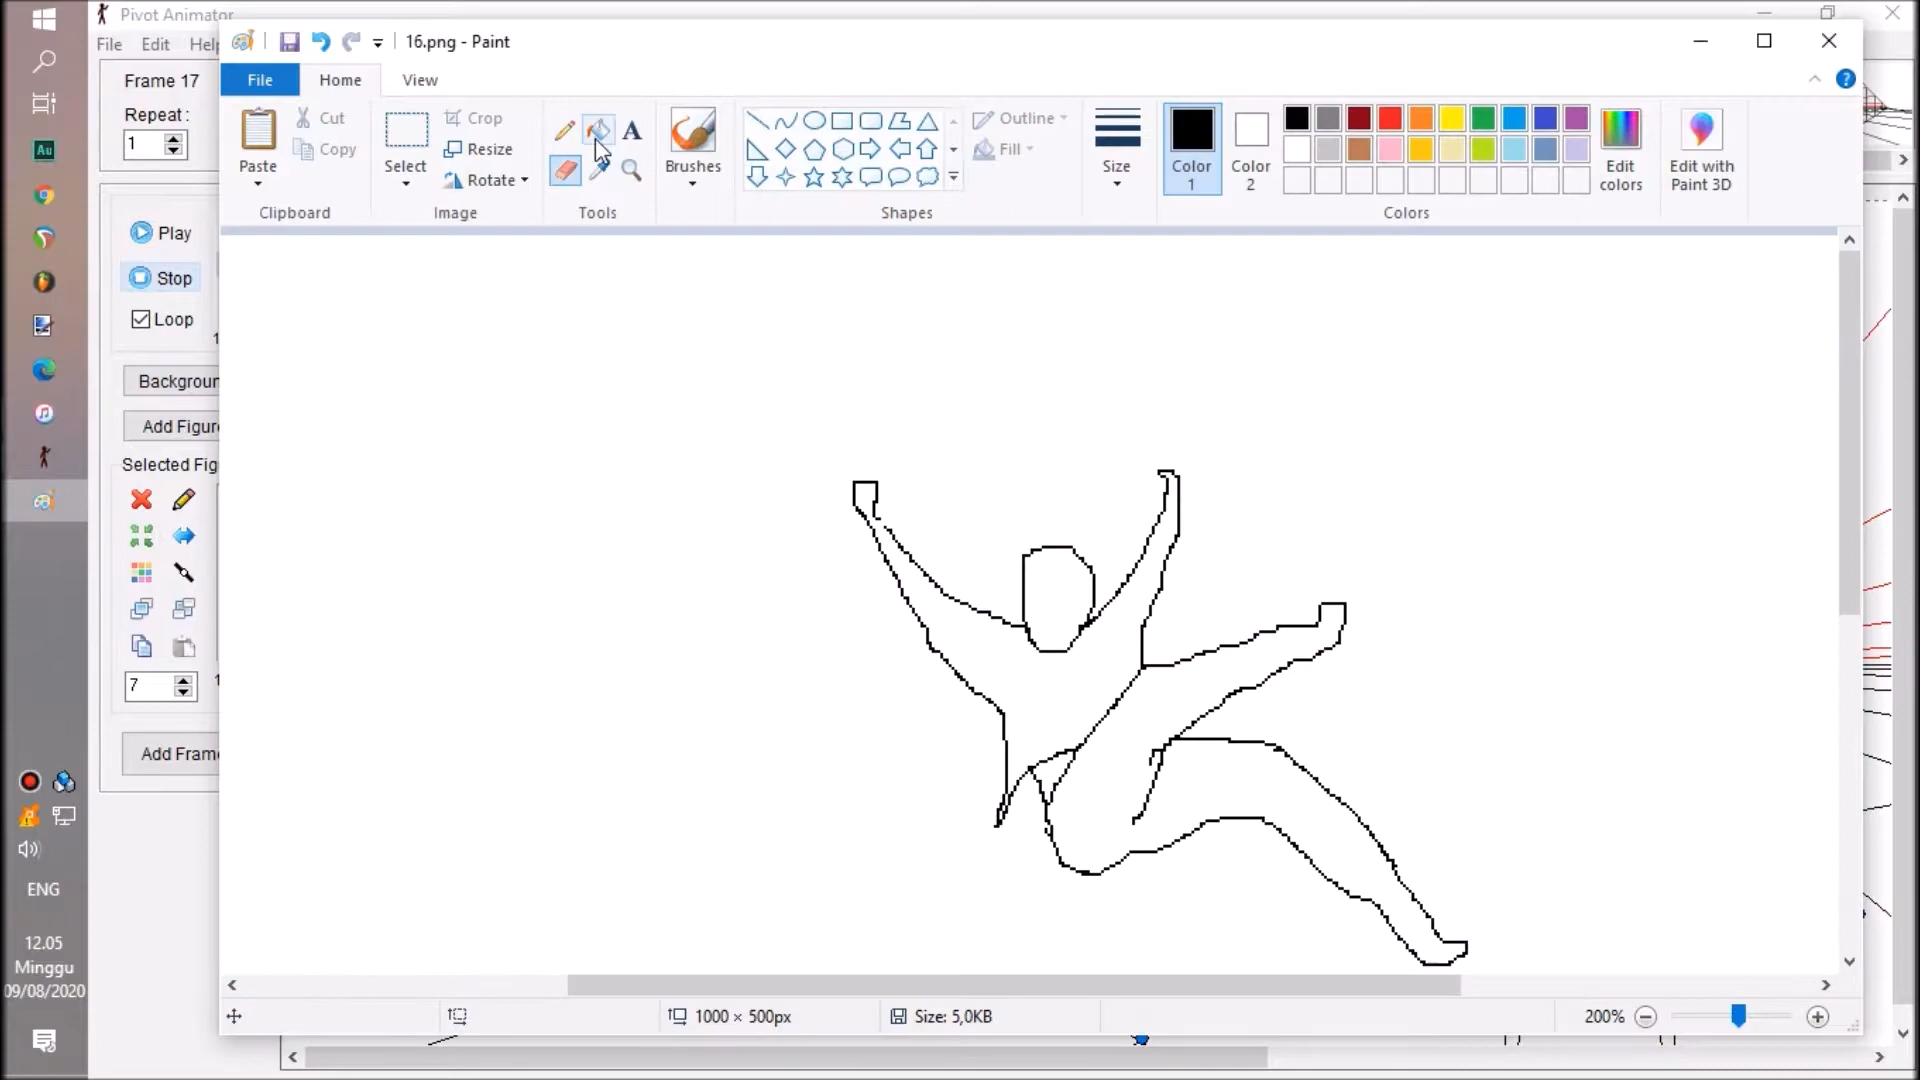 Pivot Animator
File Edit Help
Frame 17
Repeat :
1
Play
Stop
Loop
Add Figur
Selected Fig
7
Add Frame
16.png - Paint
File Home View
Paste
Cut
Copy
Clipboard
Select
Crop
Resize
Rotate
Image
A
Tools
Brushes
Shapes
Outline
Fill
Size
Color
1
Color
2
Edit
colors
Colors
Edit with
Paint 3D
1000 × 500px
Size: 5,0KB
200%
Au
ENG
12.05
Minggu
09/08/2020